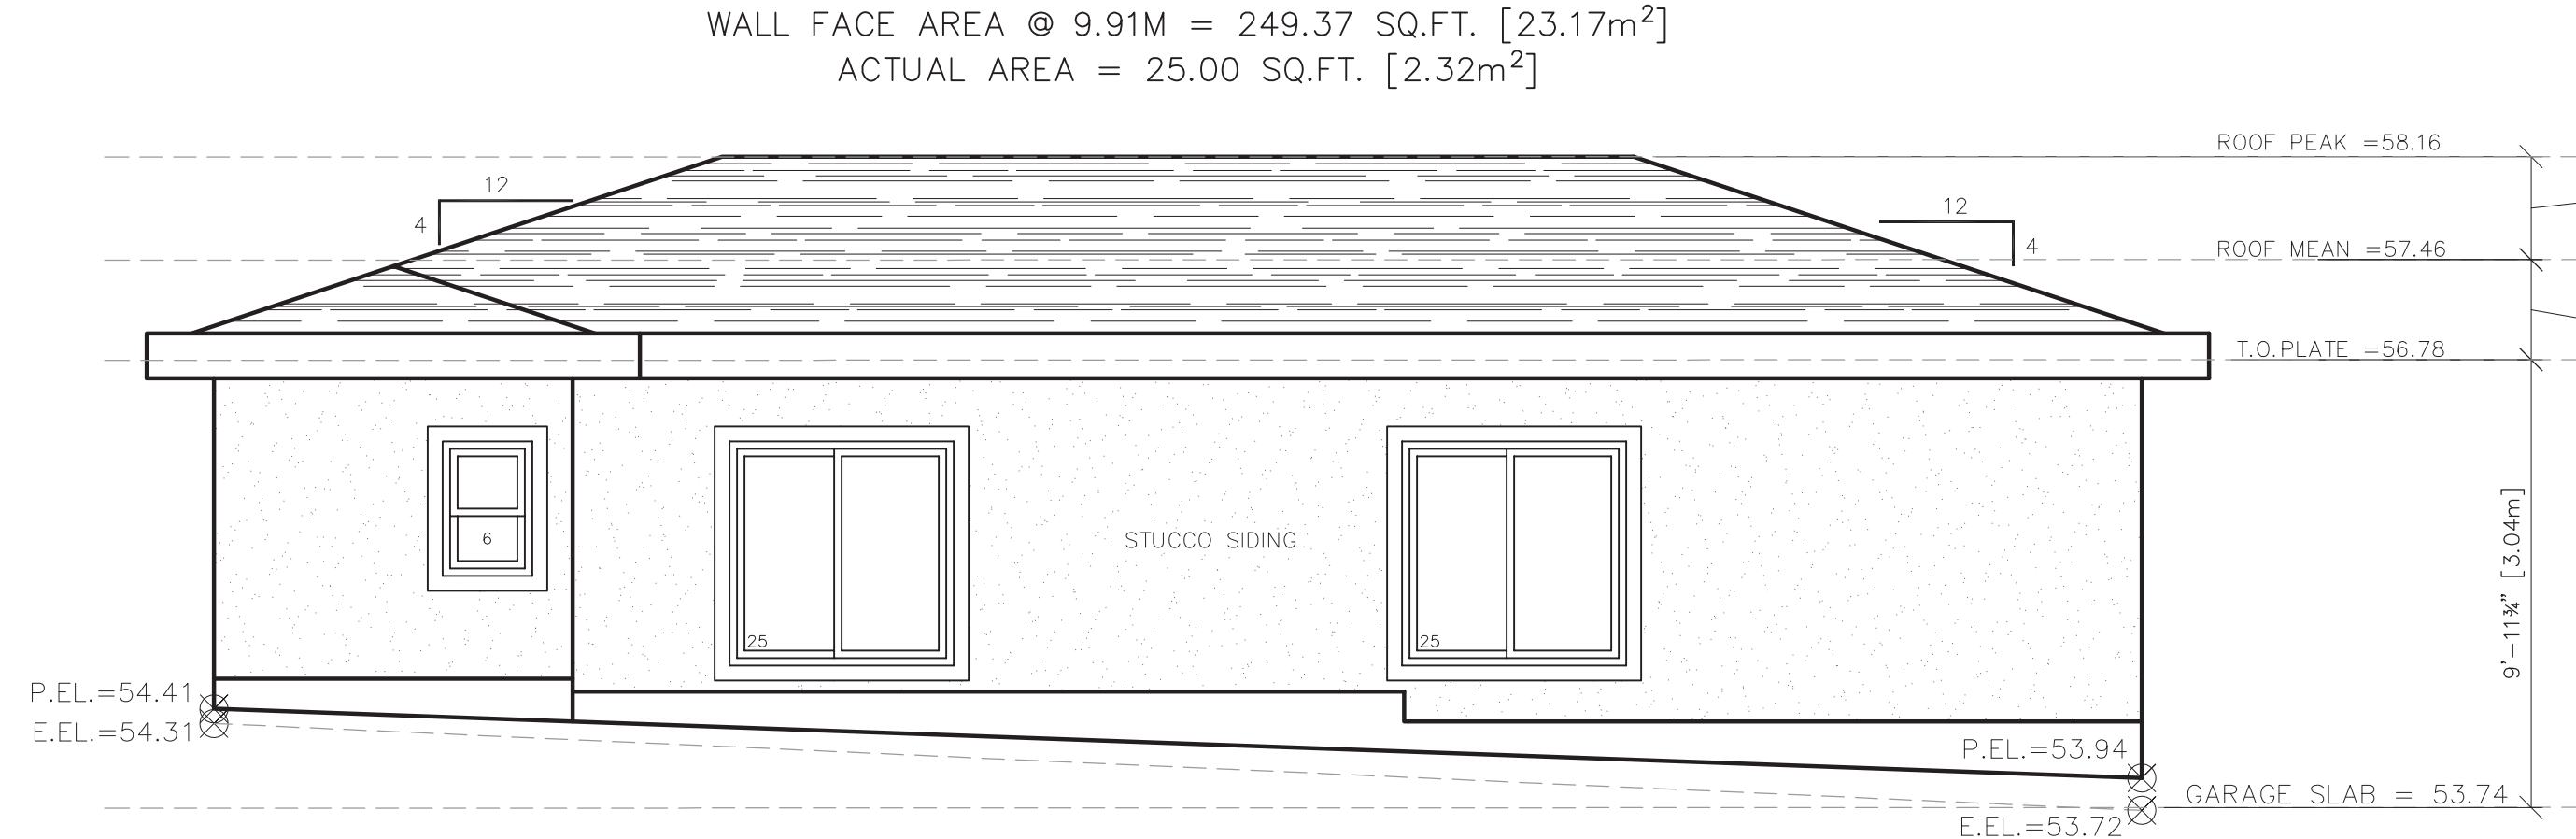 WALL FACE AREA @ 9.91M = 249.37 SQ.FT. [23.17m²]
ACTUAL AREA = 25.00 SQ.FT. [2.32m²]
ROOF PEAK =58.16
12
4
12
4
ROOF MEAN =57.46
T.O.PLATE =56.78
6
STUCCO SIDING
25
25
9'-11¾" [3.04m]
P.EL.=54.41
E.EL.=54.31
P.EL.=53.94
GARAGE SLAB = 53.74
E.EL.=53.72